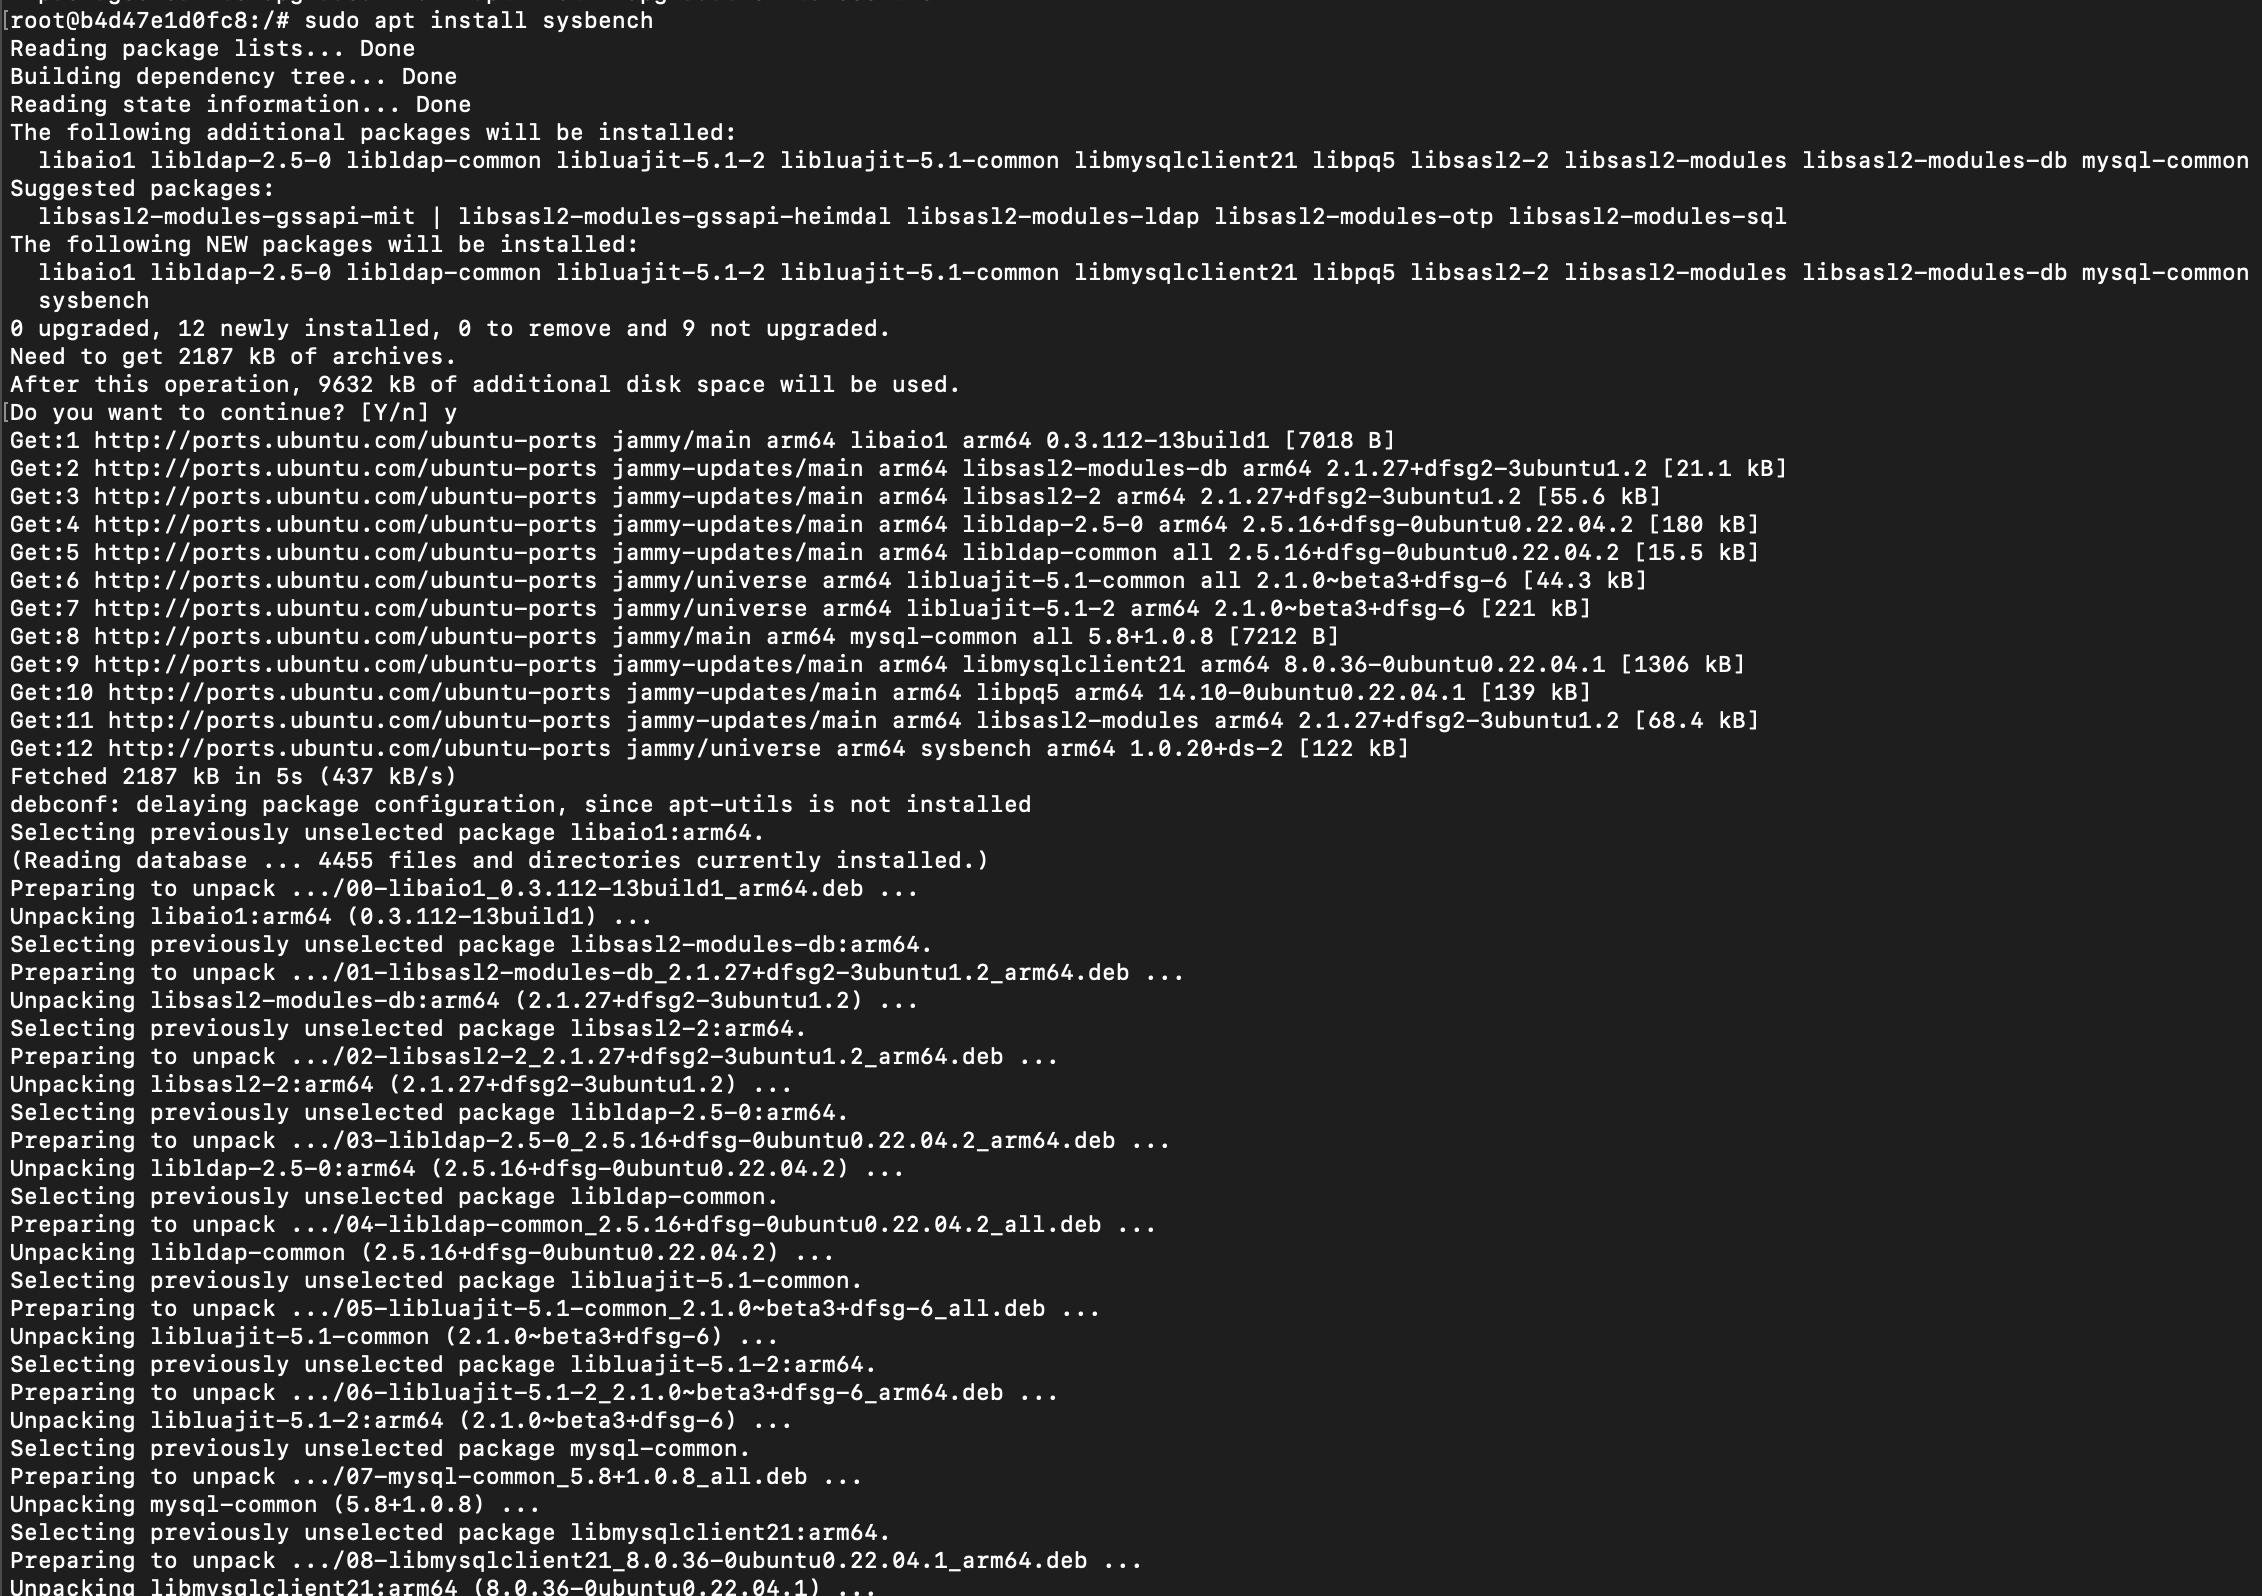 [root@b4d47e1d0fc8:/# sudo apt install sysbench
Reading package lists... Done
Building dependency tree... Done
Reading state information... Done
The following additional packages will be installed:
  libaio1 libldap-2.5-0 libldap-common libluajit-5.1-2 libluajit-5.1-common libmysqlclient21 libpq5 libsasl2-2 libsasl2-modules libsasl2-modules-db mysql-common
Suggested packages:
  libsasl2-modules-gssapi-mit | libsasl2-modules-gssapi-heimdal libsasl2-modules-ldap libsasl2-modules-otp libsasl2-modules-sql
The following NEW packages will be installed:
  libaio1 libldap-2.5-0 libldap-common libluajit-5.1-2 libluajit-5.1-common libmysqlclient21 libpq5 libsasl2-2 libsasl2-modules libsasl2-modules-db mysql-common
  sysbench
0 upgraded, 12 newly installed, 0 to remove and 9 not upgraded.
Need to get 2187 kB of archives.
After this operation, 9632 kB of additional disk space will be used.
[Do you want to continue? [Y/n] y
Get:1 http://ports.ubuntu.com/ubuntu-ports jammy/main arm64 libaio1 arm64 0.3.112-13build1 [7018 B]
Get:2 http://ports.ubuntu.com/ubuntu-ports jammy-updates/main arm64 libsasl2-modules-db arm64 2.1.27+dfsg2-3ubuntu1.2 [21.1 kB]
Get:3 http://ports.ubuntu.com/ubuntu-ports jammy-updates/main arm64 libsasl2-2 arm64 2.1.27+dfsg2-3ubuntu1.2 [55.6 kB]
Get:4 http://ports.ubuntu.com/ubuntu-ports jammy-updates/main arm64 libldap-2.5-0 arm64 2.5.16+dfsg-0ubuntu0.22.04.2 [180 kB]
Get:5 http://ports.ubuntu.com/ubuntu-ports jammy-updates/main arm64 libldap-common all 2.5.16+dfsg-0ubuntu0.22.04.2 [15.5 kB]
Get:6 http://ports.ubuntu.com/ubuntu-ports jammy/universe arm64 libluajit-5.1-common all 2.1.0~beta3+dfsg-6 [44.3 kB]
Get:7 http://ports.ubuntu.com/ubuntu-ports jammy/universe arm64 libluajit-5.1-2 arm64 2.1.0~beta3+dfsg-6 [221 kB]
Get:8 http://ports.ubuntu.com/ubuntu-ports jammy/main arm64 mysql-common all 5.8+1.0.8 [7212 B]
Get:9 http://ports.ubuntu.com/ubuntu-ports jammy-updates/main arm64 libmysqlclient21 arm64 8.0.36-0ubuntu0.22.04.1 [1306 kB]
Get:10 http://ports.ubuntu.com/ubuntu-ports jammy-updates/main arm64 libpq5 arm64 14.10-0ubuntu0.22.04.1 [139 kB]
Get:11 http://ports.ubuntu.com/ubuntu-ports jammy-updates/main arm64 libsasl2-modules arm64 2.1.27+dfsg2-3ubuntu1.2 [68.4 kB]
Get:12 http://ports.ubuntu.com/ubuntu-ports jammy/universe arm64 sysbench arm64 1.0.20+ds-2 [122 kB]
Fetched 2187 kB in 5s (437 kB/s)
debconf: delaying package configuration, since apt-utils is not installed
Selecting previously unselected package libaio1:arm64.
(Reading database ... 4455 files and directories currently installed.)
Preparing to unpack .../00-libaio1_0.3.112-13build1_arm64.deb ...
Unpacking libaio1:arm64 (0.3.112-13build1) ...
Selecting previously unselected package libsasl2-modules-db:arm64.
Preparing to unpack .../01-libsasl2-modules-db_2.1.27+dfsg2-3ubuntu1.2_arm64.deb ...
Unpacking libsasl2-modules-db:arm64 (2.1.27+dfsg2-3ubuntu1.2) ...
Selecting previously unselected package libsasl2-2:arm64.
Preparing to unpack .../02-libsasl2-2_2.1.27+dfsg2-3ubuntu1.2_arm64.deb ...
Unpacking libsasl2-2:arm64 (2.1.27+dfsg2-3ubuntu1.2) ...
Selecting previously unselected package libldap-2.5-0:arm64.
Preparing to unpack .../03-libldap-2.5-0_2.5.16+dfsg-0ubuntu0.22.04.2_arm64.deb ...
Unpacking libldap-2.5-0:arm64 (2.5.16+dfsg-0ubuntu0.22.04.2) ...
Selecting previously unselected package libldap-common.
Preparing to unpack .../04-libldap-common_2.5.16+dfsg-0ubuntu0.22.04.2_all.deb ...
Unpacking libldap-common (2.5.16+dfsg-0ubuntu0.22.04.2) ...
Selecting previously unselected package libluajit-5.1-common.
Preparing to unpack .../05-libluajit-5.1-common_2.1.0~beta3+dfsg-6_all.deb ...
Unpacking libluajit-5.1-common (2.1.0~beta3+dfsg-6) ...
Selecting previously unselected package libluajit-5.1-2:arm64.
Preparing to unpack .../06-libluajit-5.1-2_2.1.0~beta3+dfsg-6_arm64.deb ...
Unpacking libluajit-5.1-2:arm64 (2.1.0~beta3+dfsg-6) ...
Selecting previously unselected package mysql-common.
Preparing to unpack .../07-mysql-common_5.8+1.0.8_all.deb ...
Unpacking mysql-common (5.8+1.0.8) ...
Selecting previously unselected package libmysqlclient21:arm64.
Preparing to unpack .../08-libmysqlclient21_8.0.36-0ubuntu0.22.04.1_arm64.deb ...
Unpacking libmysqlclient21:arm64 (8.0.36-0ubuntu0.22.04.1) ...